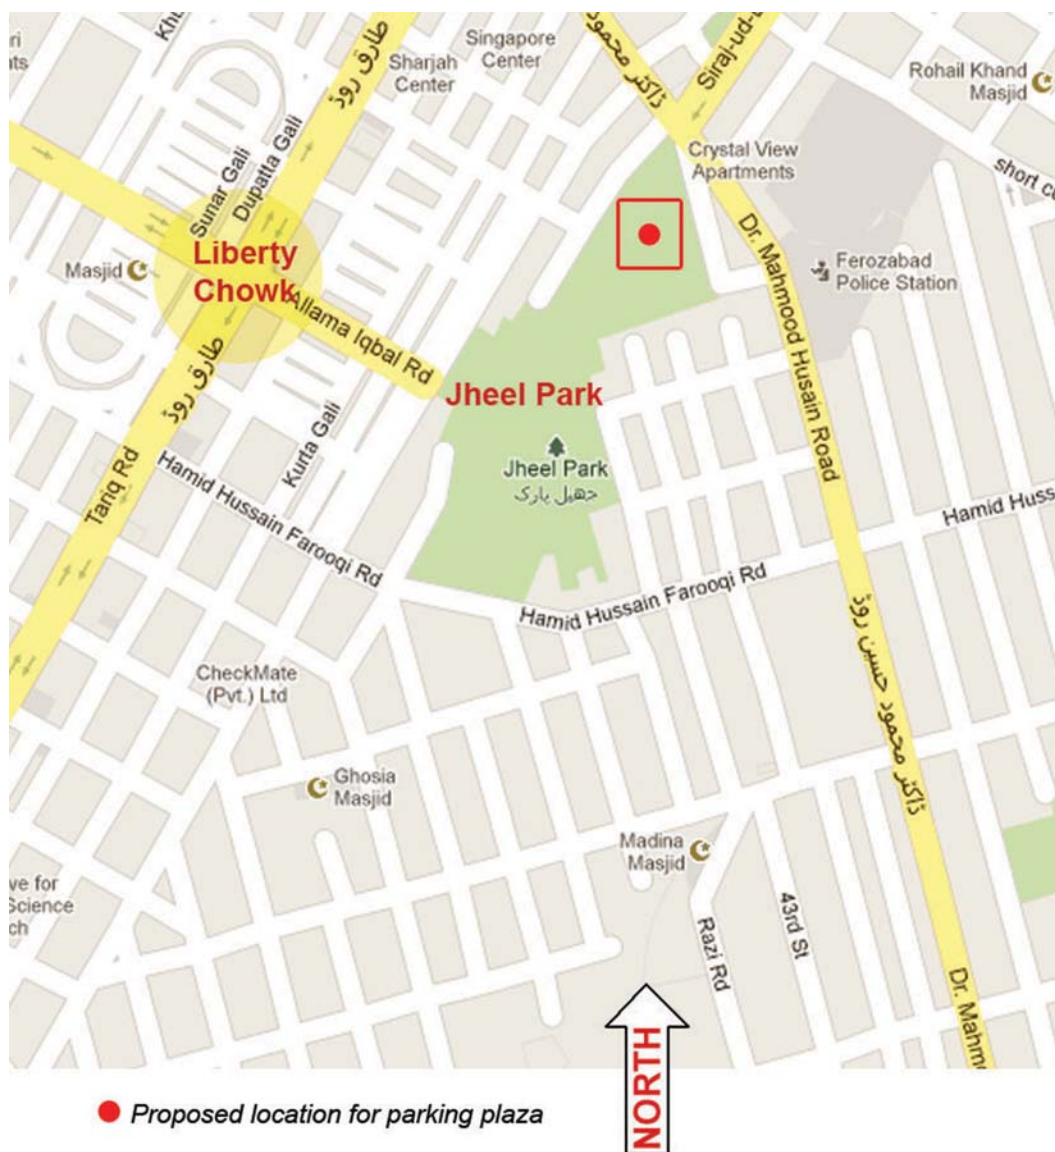 Khu
Singapore
Center
Sharjah
Center
طارق روڈ
ڈاکٹر محمود
Siraj-ud-
Rohail Khand
Masjid
Crystal View
Apartments
short co
Sunar Gali
Dupatta Gali
Liberty
Chowk
Masjid
Allama Iqbal Rd
Ferozabad
Police Station
Dr. Mahmood Husain Road
طارق روڈ
Jheel Park
Kurta Gali
Jheel Park
جھیل پارک
Tariq Rd
Hamid Hussain Farooqi Rd
Hamid Huss
Hamid Hussain Farooqi Rd
ڈاکٹر محمود حسین روڈ
CheckMate
(Pvt.) Ltd
Ghosia
Masjid
Madina
Masjid
ve for
Science
ch
43rd St
Razi Rd
Dr. Mahm
NORTH
Proposed location for parking plaza